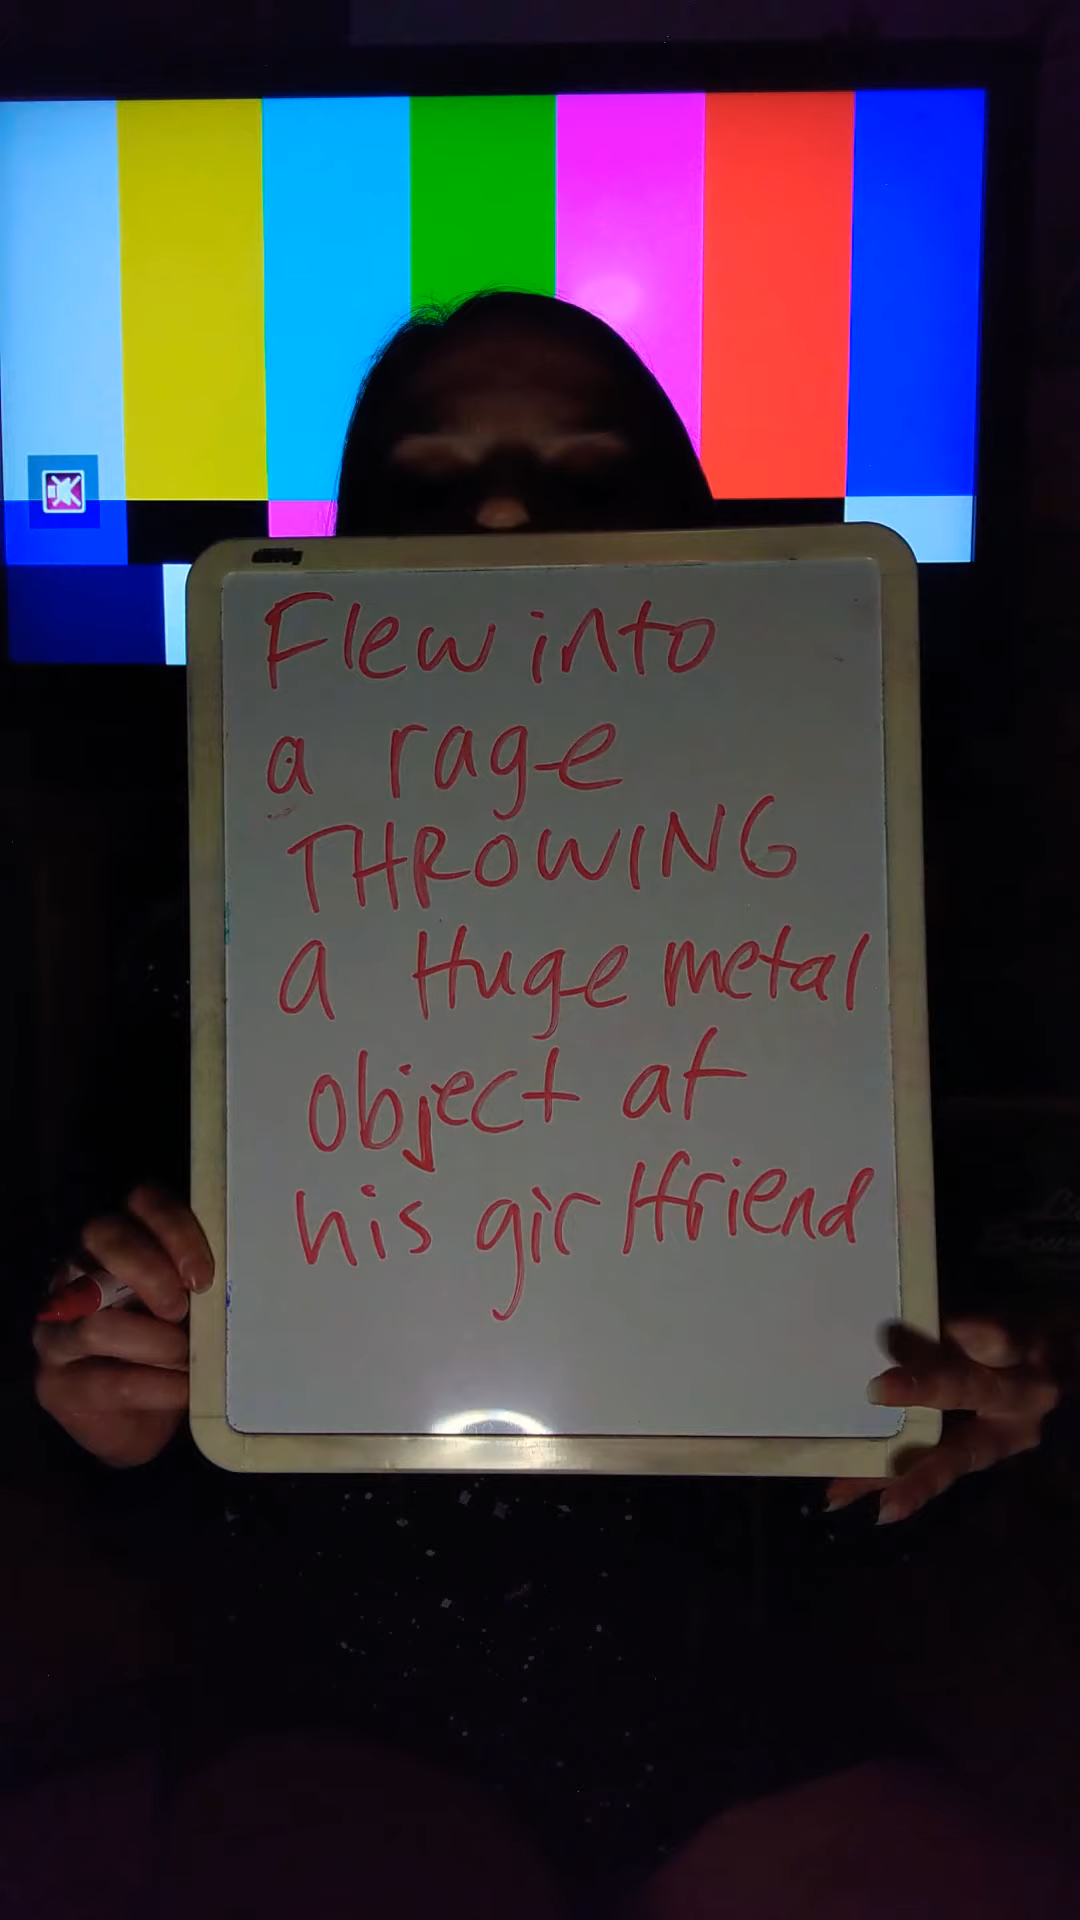 Flew into
a rage
THROWING
a Huge metal
object at
his girlfriend